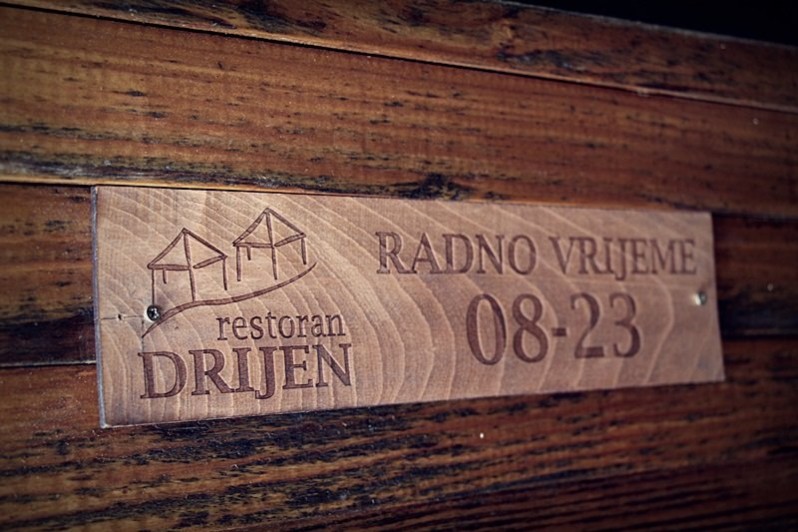 restoran
DRIJEN
RADNO VRIJEME
08-23